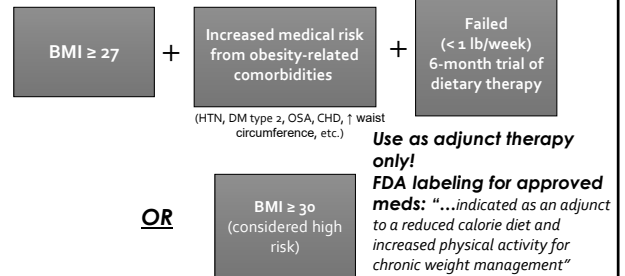 BMI ≥ 27
+
Increased medical risk
from obesity-related
comorbidities
+
Failed
(< 1 lb/week)
6-month trial of
dietary therapy
(HTN, DM type 2, OSA, CHD, ↑ waist
circumference, etc.)
OR
BMI ≥ 30
(considered high
risk)
Use as adjunct therapy
only!
FDA labeling for approved
meds: “…indicated as an adjunct
to a reduced calorie diet and
increased physical activity for
chronic weight management”